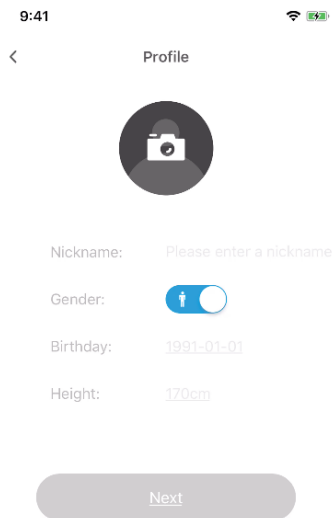 9:41
Profile
Nickname: Please enter a nickname
Gender:
Birthday: 1991-01-01
Height: 170cm
Next